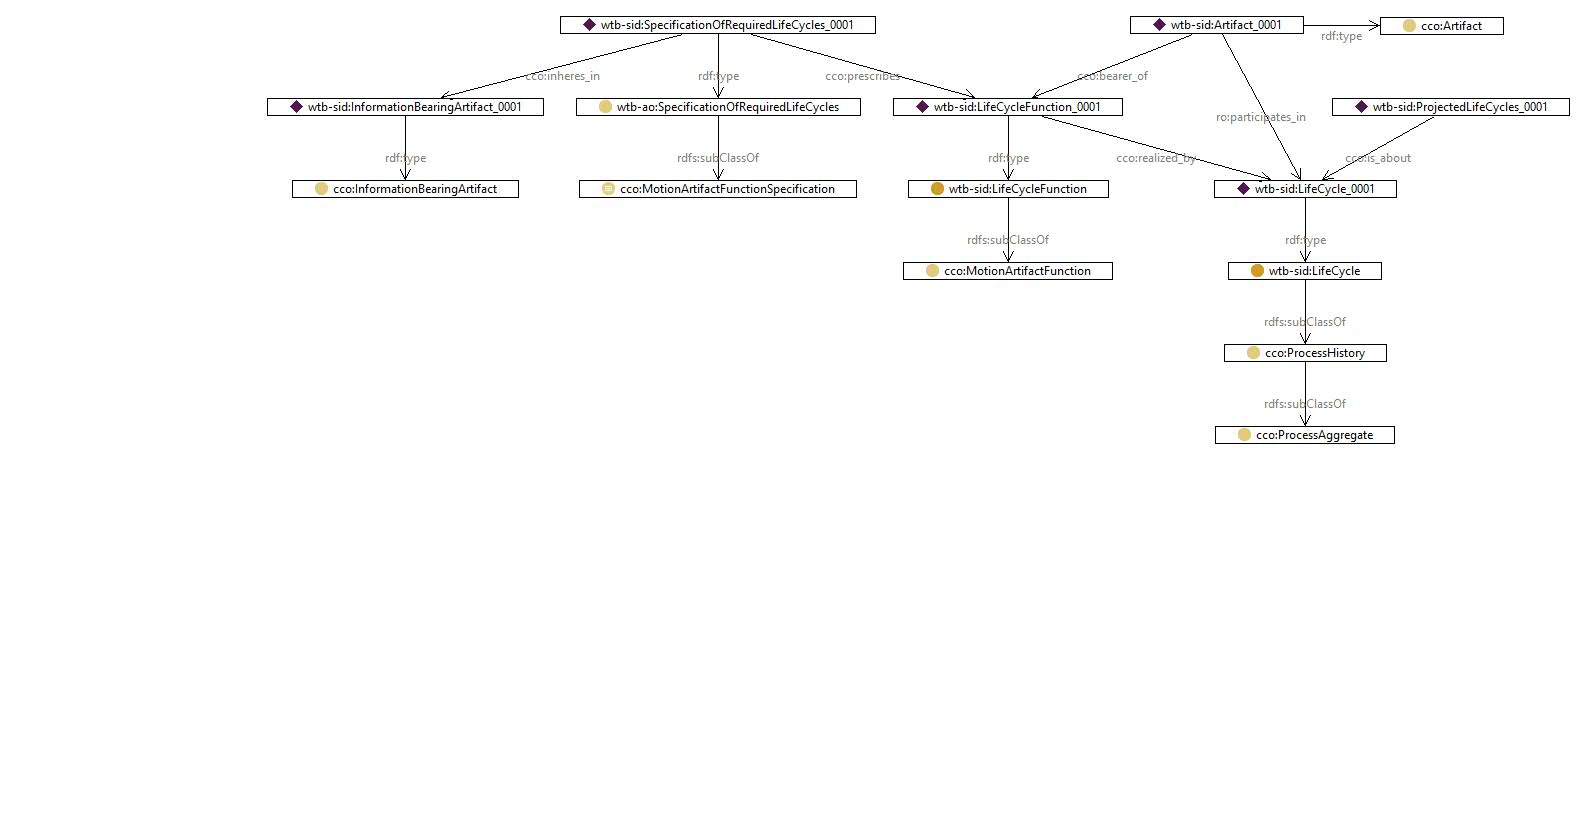 wtb-sid:SpecificationOfRequiredLifeCycles_0001
wtb-sid:Artifact_0001
cco:Artifact
rdf:type
cco:inheres_in
rdf:type
cco:prescribes
cco:bearer_of
wtb-sid:InformationBearingArtifact_0001
wtb-ao:SpecificationOfRequiredLifeCycles
wtb-sid:LifeCycleFunction_0001
wtb-sid:ProjectedLifeCycles_0001
ro:participates_in
rdf:type
rdfs:subClassOf
rdf:type
cco:realized_by
cco:is_about
cco:InformationBearingArtifact
cco:MotionArtifactFunctionSpecification
wtb-sid:LifeCycleFunction
wtb-sid:LifeCycle_0001
rdfs:subClassOf
rdf:type
cco:MotionArtifactFunction
wtb-sid:LifeCycle
rdfs:subClassOf
cco:ProcessHistory
rdfs:subClassOf
cco:ProcessAggregate